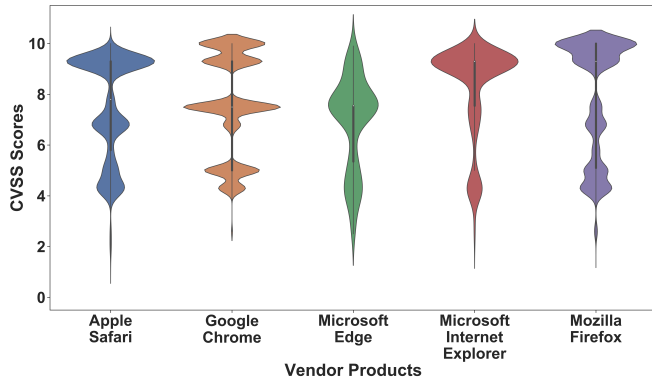 CVSS Scores
10
8
6
4
2
0
Apple
Safari
Google
Chrome
Microsoft
Edge
Microsoft
Internet
Explorer
Mozilla
Firefox
Vendor Products